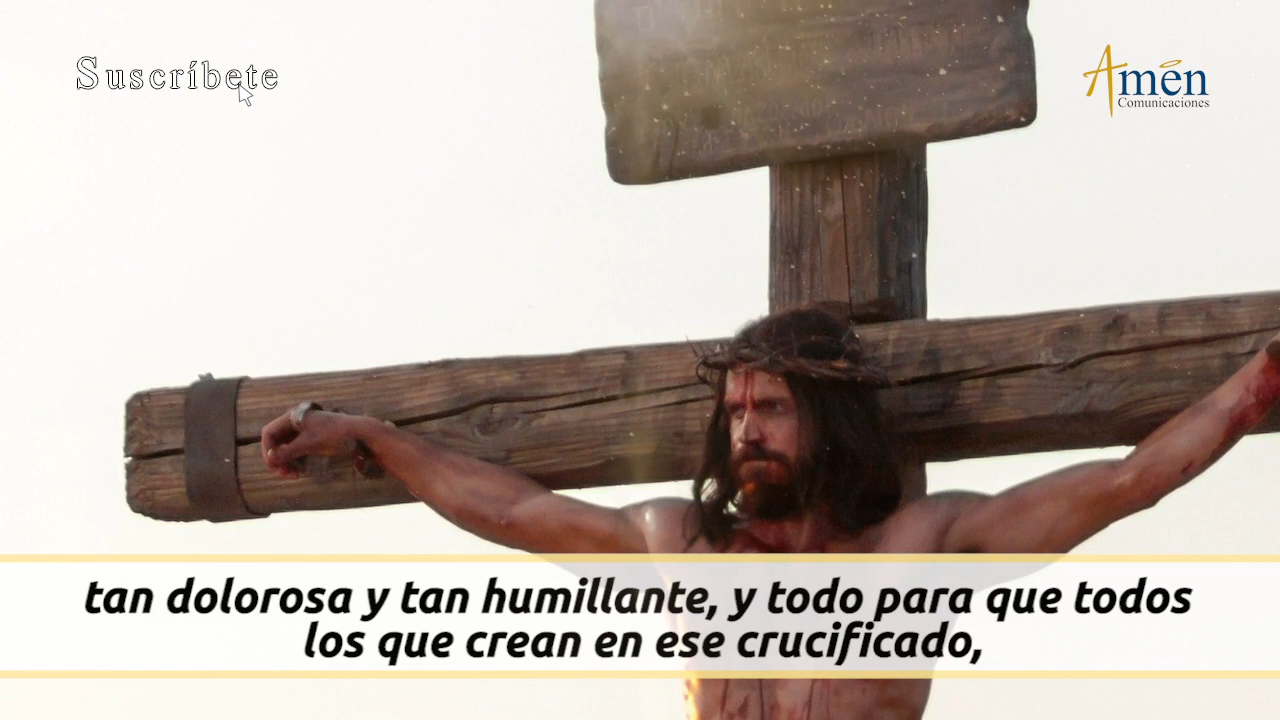 Suscríbete
Amén
Comunicaciones
tan dolorosa y tan humillante, y todo para que todos
los que crean en ese crucificado,